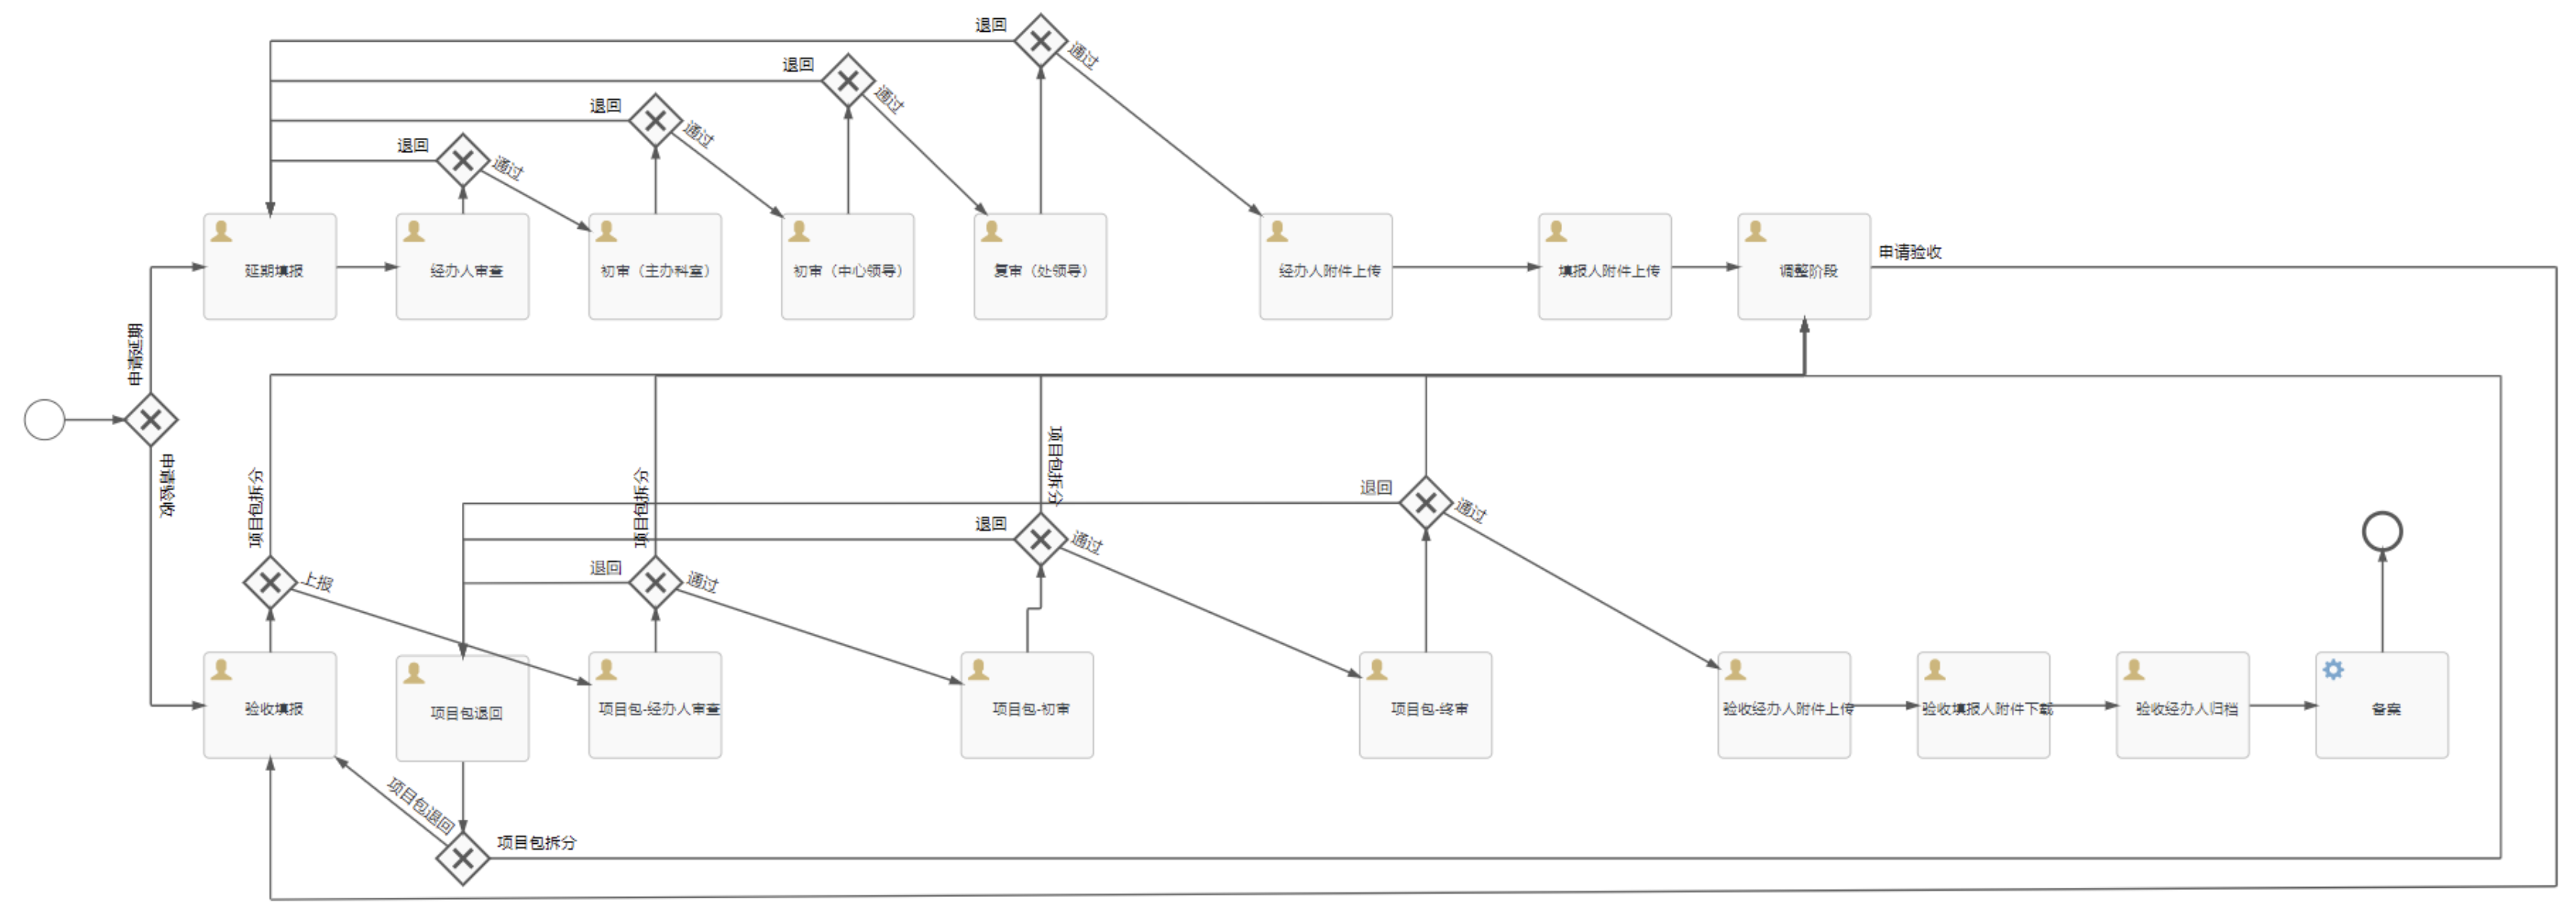 退回
通过
退回
通过
退回
通过
退回
通过
延期填报
经办人审查
初审（主办科室）
初审（中心领导）
复审（处领导）
经办人附件上传
填报人附件上传
调整阶段
申请验收
申请延期
申请验收
项目包拆分
项目包拆分
项目包拆分
退回
通过
退回
通过
退回
通过
上报
验收填报
项目包退回
项目包-经办人审查
项目包-初审
项目包-终审
验收经办人附件上传
验收填报人附件下载
验收经办人归档
备案
项目包退回
项目包拆分